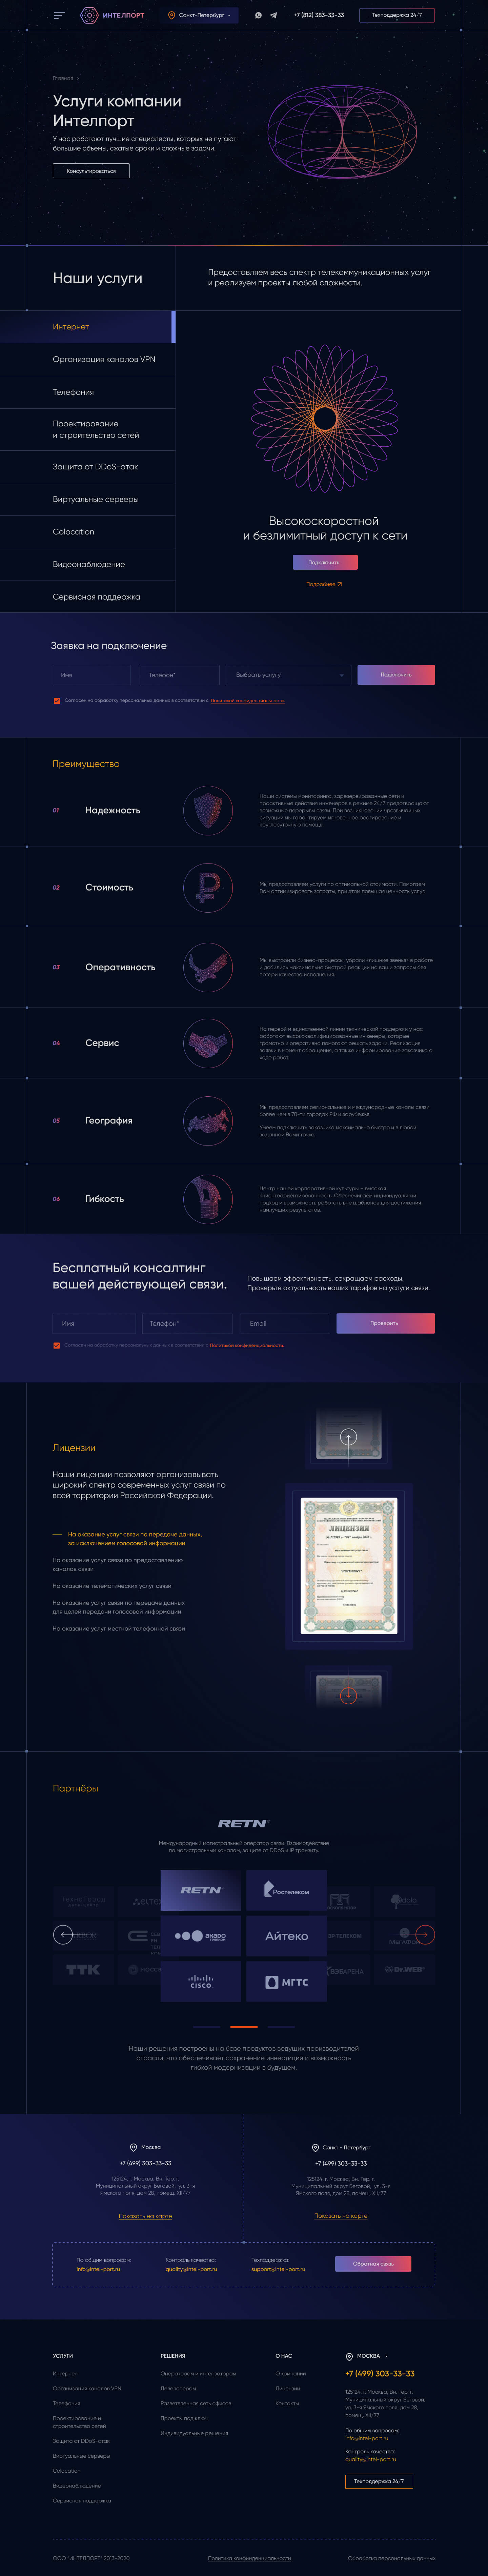 ИНТЕЛПОРТ
Санкт-Петербург
+7 (812) 383-33-33
Техподдержка 24/7
Главная
Услуги компании
Интелпорт
У нас работают лучшие специалисты, которых не пугают
большие объемы, сжатые сроки и сложные задачи.
Консультироваться
Наши услуги
Предоставляем весь спектр телекоммуникационных услуг
и реализуем проекты любой сложности.
Интернет
Организация каналов VPN
Телефония
Проектирование
и строительство сетей
Защита от DDoS-атак
Виртуальные серверы
Colocation
Видеонаблюдение
Сервисная поддержка
Высокоскоростной
и безлимитный доступ к сети
Подключить
Подробнее
Заявка на подключение
Имя
Телефон*
Выбрать услугу
Подключить
Согласен на обработку персональных данных в соответствии с Политикой конфиденциальности.
Преимущества
01
Надежность
Наши системы мониторинга, зарезервированные сети и
проактивные действия инженеров в режиме 24/7 предотвращают
возможные перерывы связи. При возникновении чрезвычайных
ситуаций мы гарантируем мгновенное реагирование и
круглосуточную помощь.
02
Стоимость
Мы предоставляем услуги по оптимальной стоимости. Помогаем
Вам оптимизировать затраты, при этом повышая ценность услуг.
03
Оперативность
Мы выстроили бизнес-процессы, убрали «лишние звенья» в работе
и добились максимально быстрой реакции на ваши запросы без
потери качества исполнения.
04
Сервис
На первой и единственной линии технической поддержки у нас
работают высококвалифицированные инженеры, которые
грамотно и оперативно помогают решать задачи. Реализация
заявки в момент обращения, а также информирование заказчика о
ходе работ.
05
География
Мы предоставляем региональные и международные каналы связи
более чем в 70-ти городах РФ и зарубежья.
Умеем подключить заказчика максимально быстро и в любой
заданной Вами точке.
06
Гибкость
Центр нашей корпоративной культуры – высокая
клиентоориентированность. Обеспечиваем индивидуальный
подход и возможность работать вне шаблонов для достижения
наилучших результатов.
Бесплатный консалтинг
вашей действующей связи.
Повышаем эффективность, сокращаем расходы.
Проверьте актуальность ваших тарифов на услуги связи.
Имя
Телефон*
Email
Проверить
Согласен на обработку персональных данных в соответствии с Политикой конфиденциальности.
Лицензии
Наши лицензии позволяют организовывать
широкий спектр современных услуг связи по
всей территории Российской Федерации.
На оказание услуг связи по передаче данных,
за исключением голосовой информации
На оказание услуг связи по предоставлению
каналов связи
На оказание телематических услуг связи
На оказание услуг связи по передаче данных
для целей передачи голосовой информации
На оказание услуг местной телефонной связи
ЛИЦЕНЗИЯ
Партнёры
RETN
Международный магистральный оператор связи. Взаимодействие
по магистральным каналам, защите от DDoS и IP транзиту.
RETN
Ростелеком
акадо
Айтеко
ТТК
cisco
МГТС
Dr.WEB
Наши решения построены на базе продуктов ведущих производителей
отрасли, что обеспечивает сохранение инвестиций и возможность
гибкой модернизации в будущем.
Москва
+7 (499) 303-33-33
125124, г. Москва, Вн. Тер. г.
Муниципальный округ Беговой, ул. 3-я
Ямского поля, дом 28, помещ. XII/77
Показать на карте
Санкт - Петербург
+7 (499) 303-33-33
125124, г. Москва, Вн. Тер. г.
Муниципальный округ Беговой, ул. 3-я
Ямского поля, дом 28, помещ. XII/77
Показать на карте
По общим вопросам:
info@intel-port.ru
Контроль качества:
quality@intel-port.ru
Техподдержка:
support@intel-port.ru
Обратная связь
УСЛУГИ
Интернет
Организация каналов VPN
Телефония
Проектирование и
строительство сетей
Защита от DDoS-атак
Виртуальные серверы
Colocation
Видеонаблюдение
Сервисная поддержка
РЕШЕНИЯ
Операторам и интеграторам
Девелоперам
Разветвленная сеть офисов
Проекты под ключ
Индивидуальные решения
О НАС
О компании
Лицензии
Контакты
МОСКВА
+7 (499) 303-33-33
125124, г. Москва, Вн. Тер. г.
Муниципальный округ Беговой,
ул. 3-я Ямского поля, дом 28,
помещ. XII/77
По общим вопросам:
info@intel-port.ru
Контроль качества:
quality@intel-port.ru
Техподдержка 24/7
ООО “ИНТЕЛПОРТ” 2013-2020
Политика конфиденциальности
Обработка персональных данных